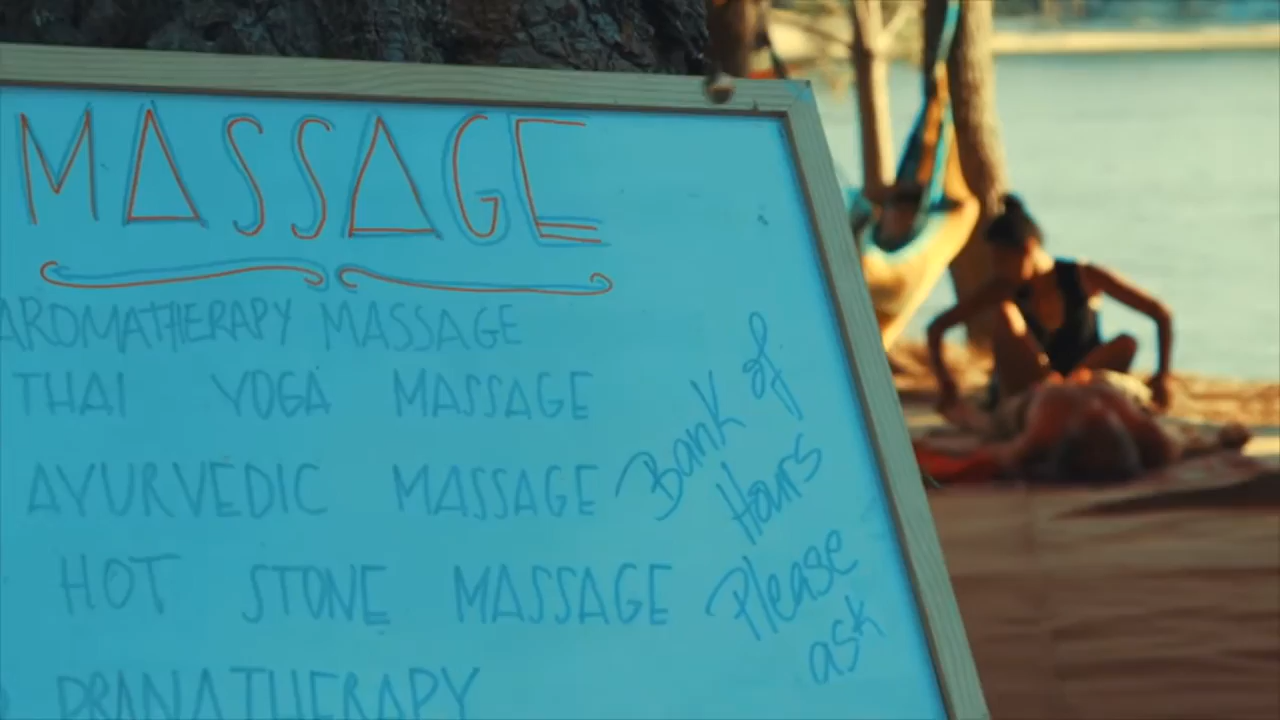 MASSAGE
AROMATHERAPY MASSAGE
THAI YOGA MASSAGE
AYURVEDIC MASSAGE
HOT STONE MASSAGE
PRANATHERAPY
Bank of
Hours
Please
ask